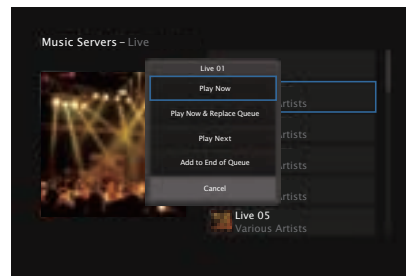 Music Servers – Live
Live 01
Play Now
Artists
Play Now & Replace Queue
Artists
Play Next
Artists
Add to End of Queue
Artists
Cancel
Live 05
Various Artists